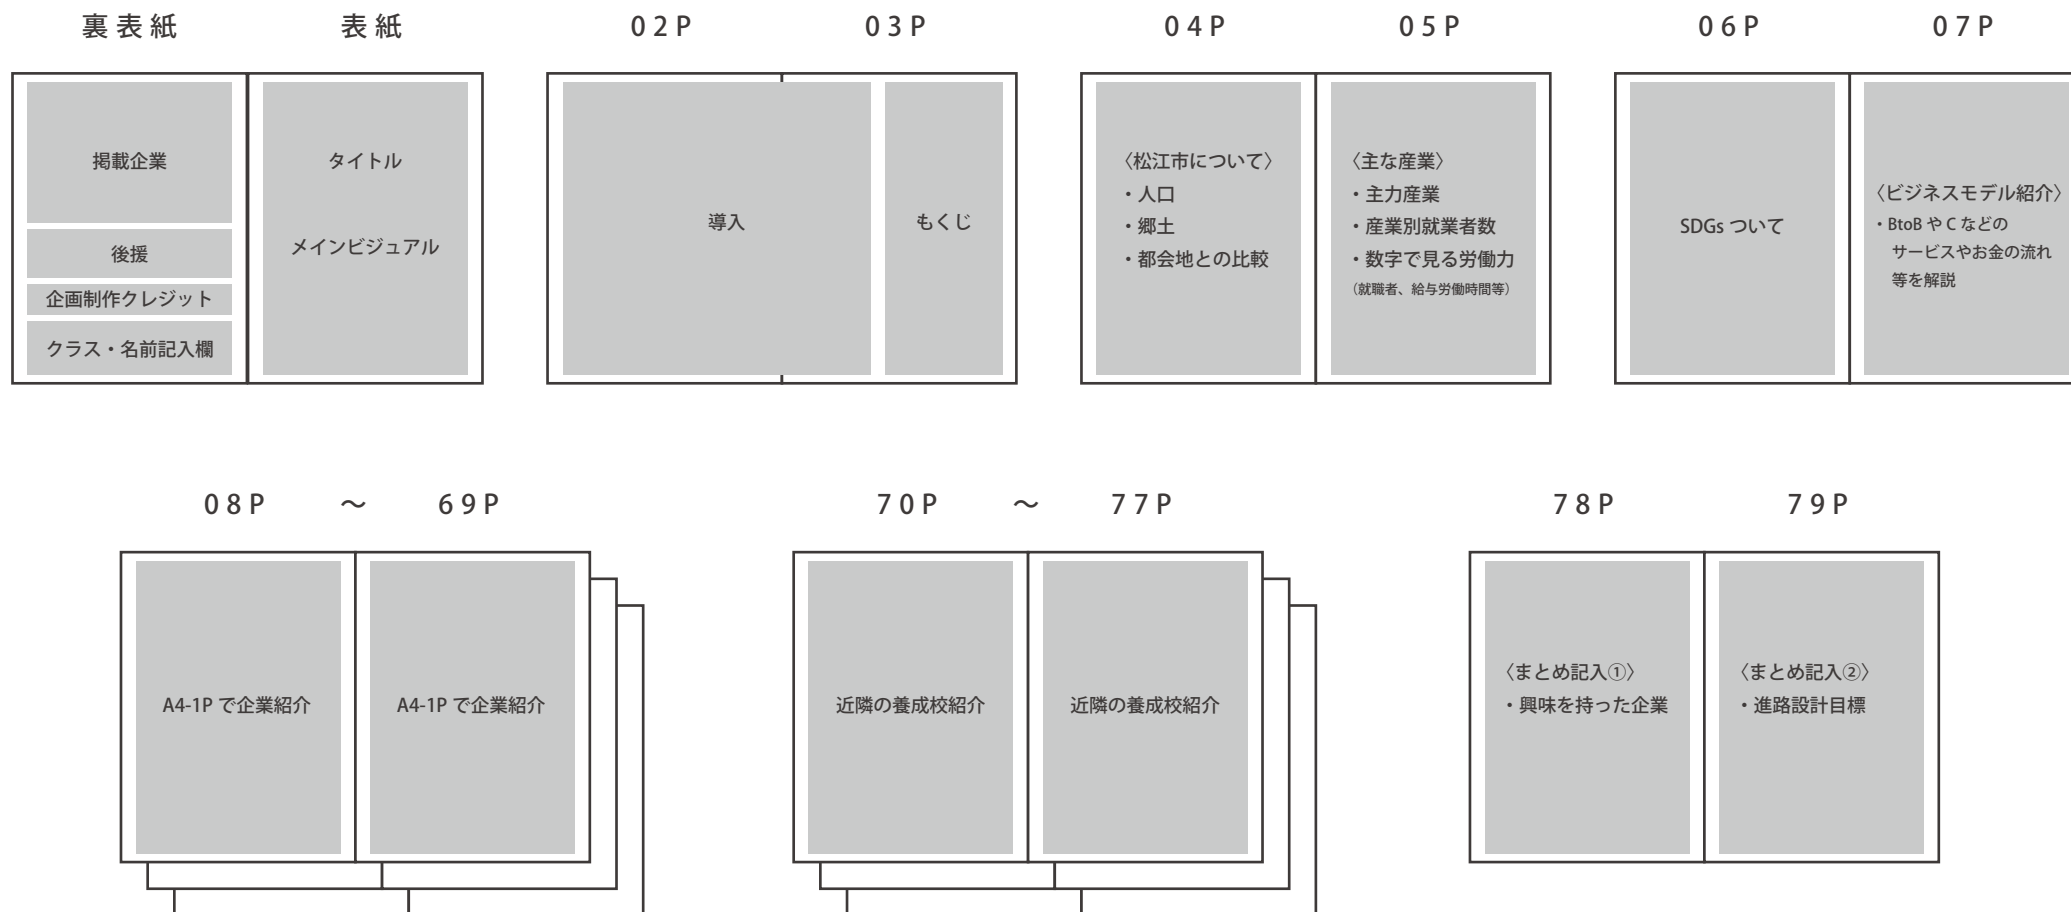 裏表紙
表紙
02P
03P
04P
05P
06P
07P
掲載企業
後援
企画制作クレジット
クラス・名前記入欄
タイトル
メインビジュアル
導入
もくじ
〈松江市について〉
・人口
・郷土
・都会地との比較
〈主な産業〉
・主力産業
・産業別就業者数
・数字で見る労働力
（就職者、給与労働時間等）
SDGs ついて
〈ビジネスモデル紹介〉
・BtoB や C などの
サービスやお金の流れ
等を解説
08P ～ 69P
70P ～ 77P
78P
79P
A4-1P で企業紹介
A4-1P で企業紹介
近隣の養成校紹介
近隣の養成校紹介
〈まとめ記入①〉
・興味を持った企業
〈まとめ記入②〉
・進路設計目標